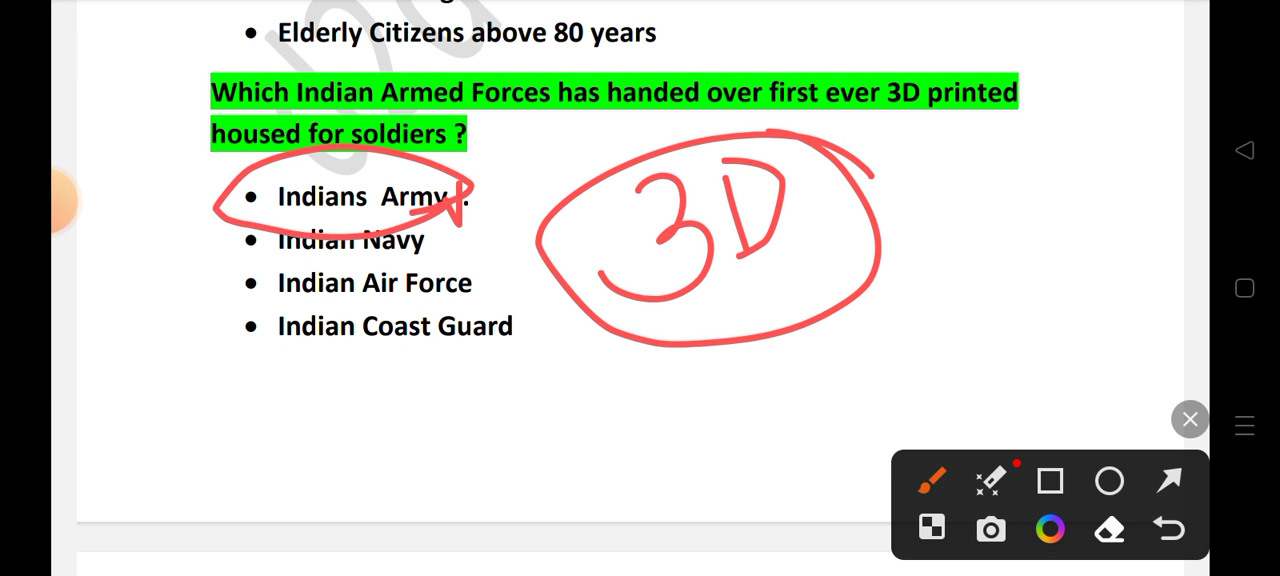 • Elderly Citizens above 80 years
Which Indian Armed Forces has handed over first ever 3D printed
housed for soldiers ?
• Indians Army .
• Indian Navy
• Indian Air Force
• Indian Coast Guard
3D